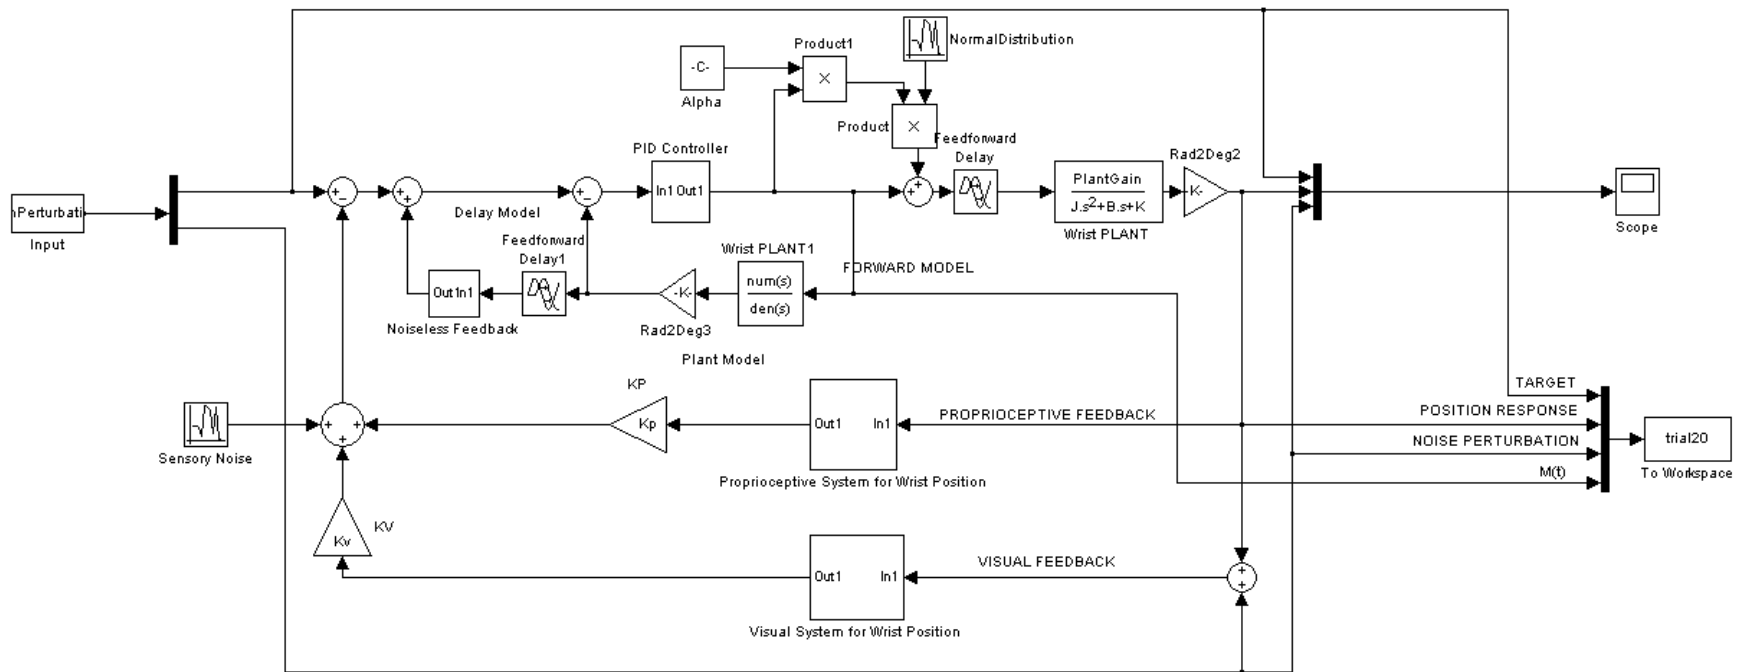 Product1
NormalDistribution
-C-
×
Alpha
Product
×
Feedforward
Delay
PID Controller
Rad2Deg2
In1 Out1
PlantGain
J.s²+B.s+K
-K-
Wrist PLANT
nPerturbati
Input
Scope
Delay Model
Feedforward
Delay1
Wrist PLANT1
FORWARD MODEL
Out1In1
-K-
num(s)
den(s)
Noiseless Feedback
Rad2Deg3
Plant Model
KP
TARGET
PROPRIOCEPTIVE FEEDBACK
POSITION RESPONSE
Out1 In1
Kp
NOISE PERTURBATION
trial20
Sensory Noise
M(t)
To Workspace
Proprioceptive System for Wrist Position
KV
Kv
VISUAL FEEDBACK
Out1 In1
Visual System for Wrist Position